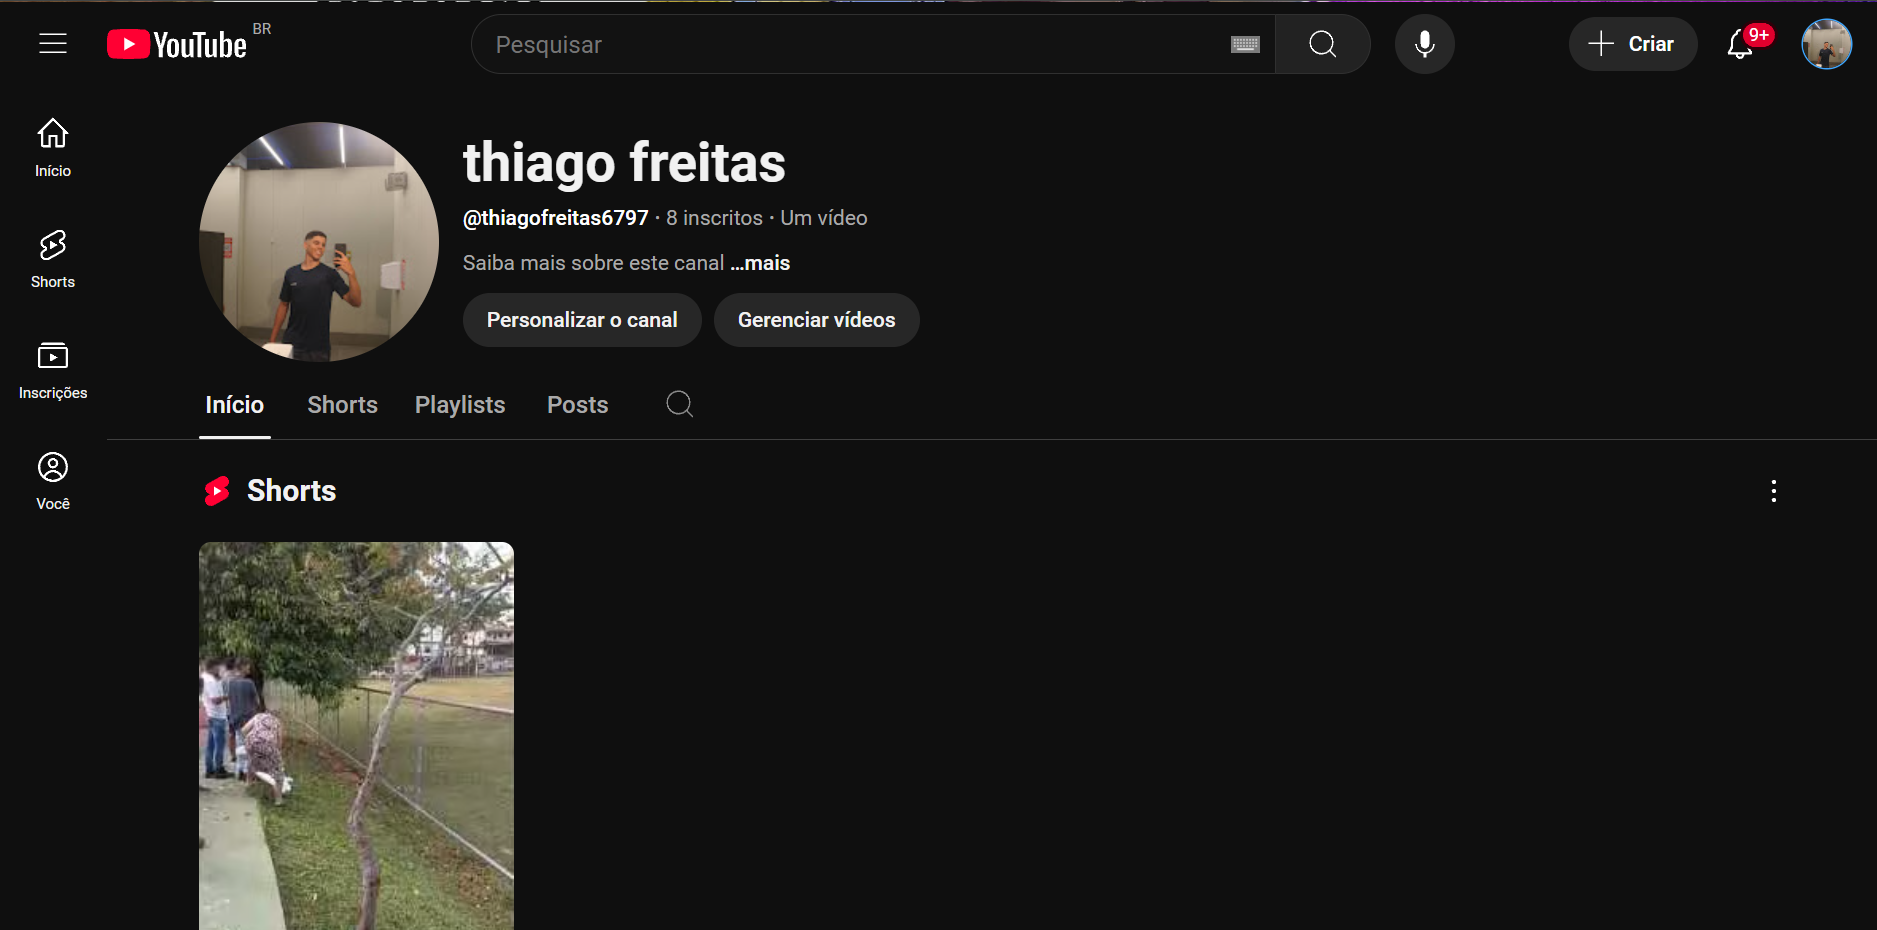 YouTube BR
Pesquisar
Criar
9+
Início
Shorts
Inscrições
Você
thiago freitas
@thiagofreitas6797 · 8 inscritos · Um vídeo
Saiba mais sobre este canal ...mais
Personalizar o canal
Gerenciar vídeos
Início
Shorts
Playlists
Posts
Shorts